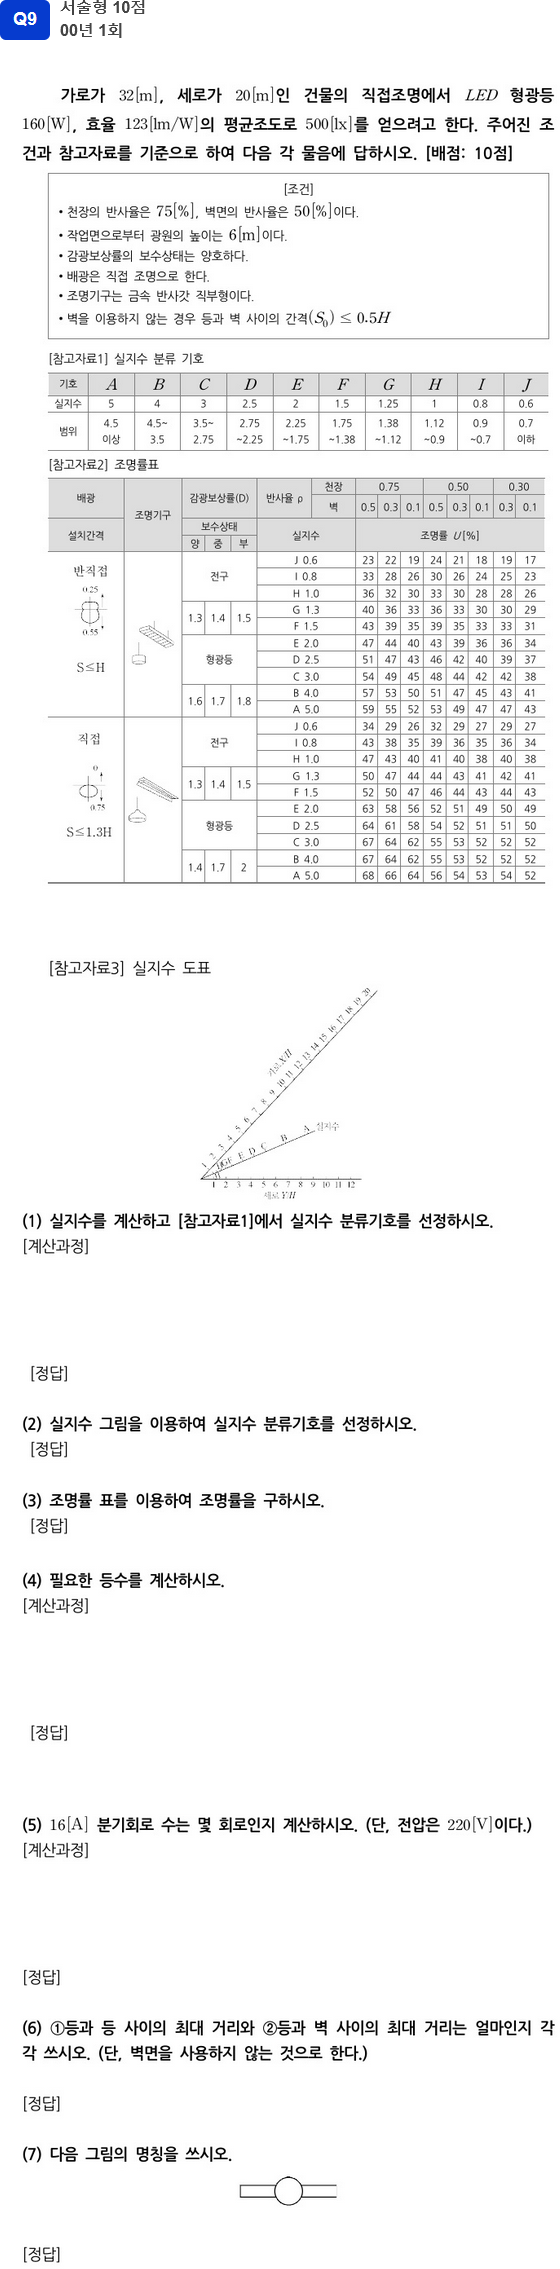 Q9
서술형 10점
00년 1회
가로가 32[m], 세로가 20[m]인 건물의 직접조명에서 LED 형광등
160[W], 효율 123[lm/W]의 평균조도로 500[lx]를 얻으려고 한다. 주어진 조
건과 참고자료를 기준으로 하여 다음 각 물음에 답하시오. [배점: 10점]
[조건]
• 천장의 반사율은 75[%], 벽면의 반사율은 50[%]이다.
• 작업면으로부터 광원의 높이는 6[m]이다.
• 감광보상률의 보수상태는 양호하다.
• 배광은 직접 조명으로 한다.
• 조명기구는 금속 반사갓 직부형이다.
• 벽을 이용하지 않는 경우 등과 벽 사이의 간격(S₀) ≤ 0.5H
[참고자료1] 실지수 분류 기호
기호 A B C D E F G H I J
실지수 5 4 3 2.5 2 1.5 1.25 1 0.8 0.6
범위 4.5 4.5~ 3.5~ 2.75 2.25 1.75 1.38 1.12 0.9 0.7
이상 3.5 2.75 ~2.25 ~1.75 ~1.38 ~1.12 ~0.9 ~0.7 이하
[참고자료2] 조명률표
배광 조명기구 감광보상률(D) 반사율 ρ 천장 0.75 0.50 0.30
벽 0.5 0.3 0.1 0.5 0.3 0.1 0.3 0.1
설치간격 보수상태 실지수 조명률 U[%]
양 중 부
반직접
0.25
0.55
S≤H
전구
1.3 1.4 1.5
형광등
1.6 1.7 1.8
J 0.6 23 22 19 24 21 18 19 17
I 0.8 33 28 26 30 26 24 25 23
H 1.0 36 32 30 33 30 28 28 26
G 1.3 40 36 33 36 33 30 30 29
F 1.5 43 39 35 39 35 33 33 31
E 2.0 47 44 40 43 39 36 36 34
D 2.5 51 47 43 46 42 40 39 37
C 3.0 54 49 45 48 44 42 42 38
B 4.0 57 53 50 51 47 45 43 41
A 5.0 59 55 52 53 49 47 47 43
직접
0
0.75
S≤1.3H
전구
1.3 1.4 1.5
형광등
1.4 1.7 2
J 0.6 34 29 26 32 29 27 29 27
I 0.8 43 38 35 39 36 35 36 34
H 1.0 47 43 40 41 40 38 40 38
G 1.3 50 47 44 44 43 41 42 41
F 1.5 52 50 47 46 44 43 44 43
E 2.0 63 58 56 52 51 49 50 49
D 2.5 64 61 58 54 52 51 51 50
C 3.0 67 64 62 55 53 52 52 52
B 4.0 67 64 62 55 53 52 52 52
A 5.0 68 66 64 56 54 53 54 52
[참고자료3] 실지수 도표
1 2 3 4 5 6 7 8 9 10 11 12 13 14 15 16 17 18 19 20
가로X/H
F E D C B A 실지수
1 2 3 4 5 6 7 8 9 10 11 12
세로 Y/H
(1) 실지수를 계산하고 [참고자료1]에서 실지수 분류기호를 선정하시오.
[계산과정]
[정답]
(2) 실지수 그림을 이용하여 실지수 분류기호를 선정하시오.
[정답]
(3) 조명률 표를 이용하여 조명률을 구하시오.
[정답]
(4) 필요한 등수를 계산하시오.
[계산과정]
[정답]
(5) 16[A] 분기회로 수는 몇 회로인지 계산하시오. (단, 전압은 220[V]이다.)
[계산과정]
[정답]
(6) ①등과 등 사이의 최대 거리와 ②등과 벽 사이의 최대 거리는 얼마인지 각
각 쓰시오. (단, 벽면을 사용하지 않는 것으로 한다.)
[정답]
(7) 다음 그림의 명칭을 쓰시오.
[정답]